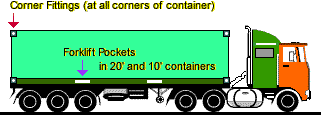 Corner Fittings (at all corners of container)
Forklift Pockets
in 20' and 10' containers